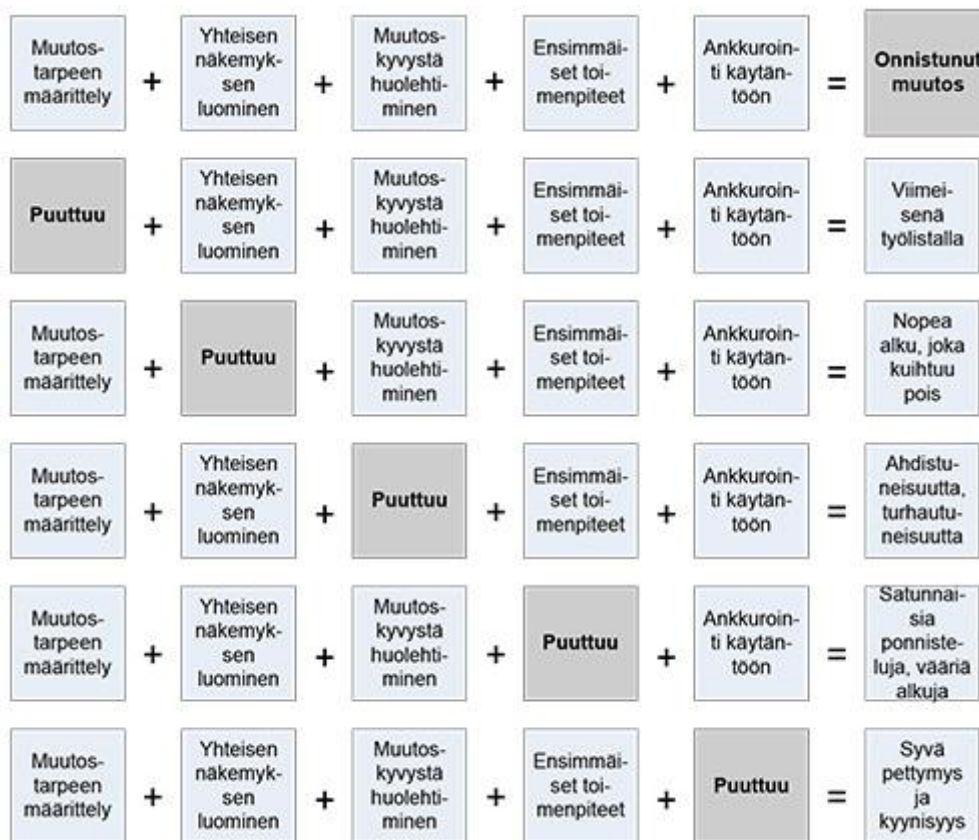 Muutos-
tarpeen
määrittely
+
Yhteisen
näkemyk-
sen
luominen
+
Muutos-
kyvystä
huolehti-
minen
+
Ensimmäi-
set toi-
menpiteet
+
Ankkuroin-
ti käytän-
töön
=
Onnistunut
muutos
Puuttuu
+
Yhteisen
näkemyk-
sen
luominen
+
Muutos-
kyvystä
huolehti-
minen
+
Ensimmäi-
set toi-
menpiteet
+
Ankkuroin-
ti käytän-
töön
=
Viimei-
senä
työlistalla
Muutos-
tarpeen
määrittely
+
Puuttuu
+
Muutos-
kyvystä
huolehti-
minen
+
Ensimmäi-
set toi-
menpiteet
+
Ankkuroin-
ti käytän-
töön
=
Nopea
alku, joka
kuihtuu
pois
Muutos-
tarpeen
määrittely
+
Yhteisen
näkemyk-
sen
luominen
+
Puuttuu
+
Ensimmäi-
set toi-
menpiteet
+
Ankkuroin-
ti käytän-
töön
=
Ahdistu-
neisuutta,
turhautu-
neisuutta
Muutos-
tarpeen
määrittely
+
Yhteisen
näkemyk-
sen
luominen
+
Muutos-
kyvystä
huolehti-
minen
+
Puuttuu
+
Ankkuroin-
ti käytän-
töön
=
Satunnai-
sia
ponniste-
luja, vääriä
alkuja
Muutos-
tarpeen
määrittely
+
Yhteisen
näkemyk-
sen
luominen
+
Muutos-
kyvystä
huolehti-
minen
+
Ensimmäi-
set toi-
menpiteet
+
Puuttuu
=
Syvä
pettymys
ja
kyynisyys